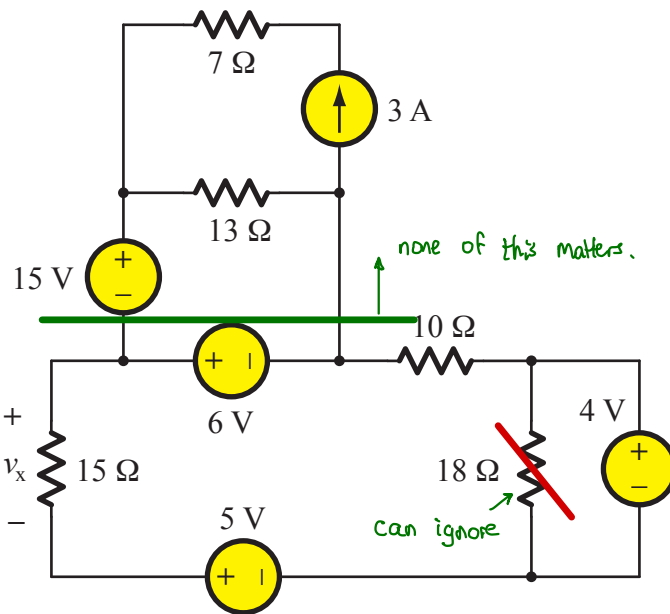 7 Ω
3 A
13 Ω
none of this matters.
15 V
+
−
10 Ω
+ −
6 V
4 V
+
−
+
vx
−
15 Ω
18 Ω
can ignore
5 V
+ −